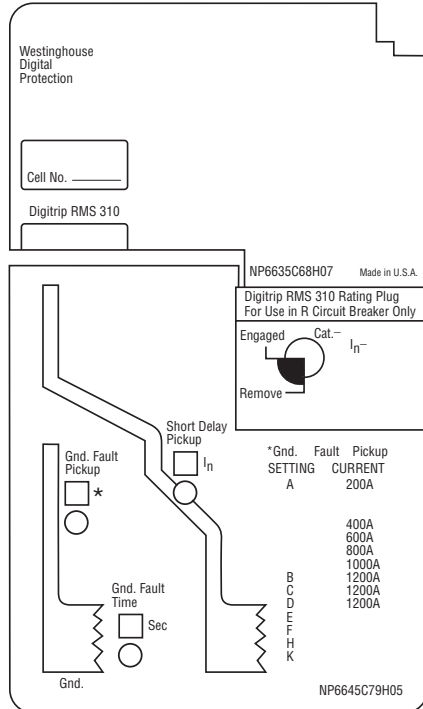 Westinghouse
Digital
Protection
Cell No.
Digitrip RMS 310
NP6635C68H07 Made in U.S.A.
Digitrip RMS 310 Rating Plug
For Use in R Circuit Breaker Only
Engaged
Cat.–
In–
Remove
Short Delay
Pickup
In
Gnd. Fault
Pickup
*
*Gnd. Fault Pickup
SETTING CURRENT
A 200A
400A
600A
800A
1000A
B 1200A
C 1200A
D 1200A
E
F
H
K
Gnd. Fault
Time
Sec
Gnd.
NP6645C79H05